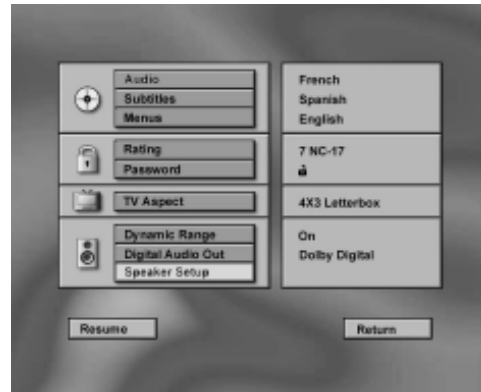 Audio French
Subtitles Spanish
Menus English
Rating 7 NC-17
Password
TV Aspect 4X3 Letterbox
Dynamic Range On
Digital Audio Out Dolby Digital
Speaker Setup
Resume Return